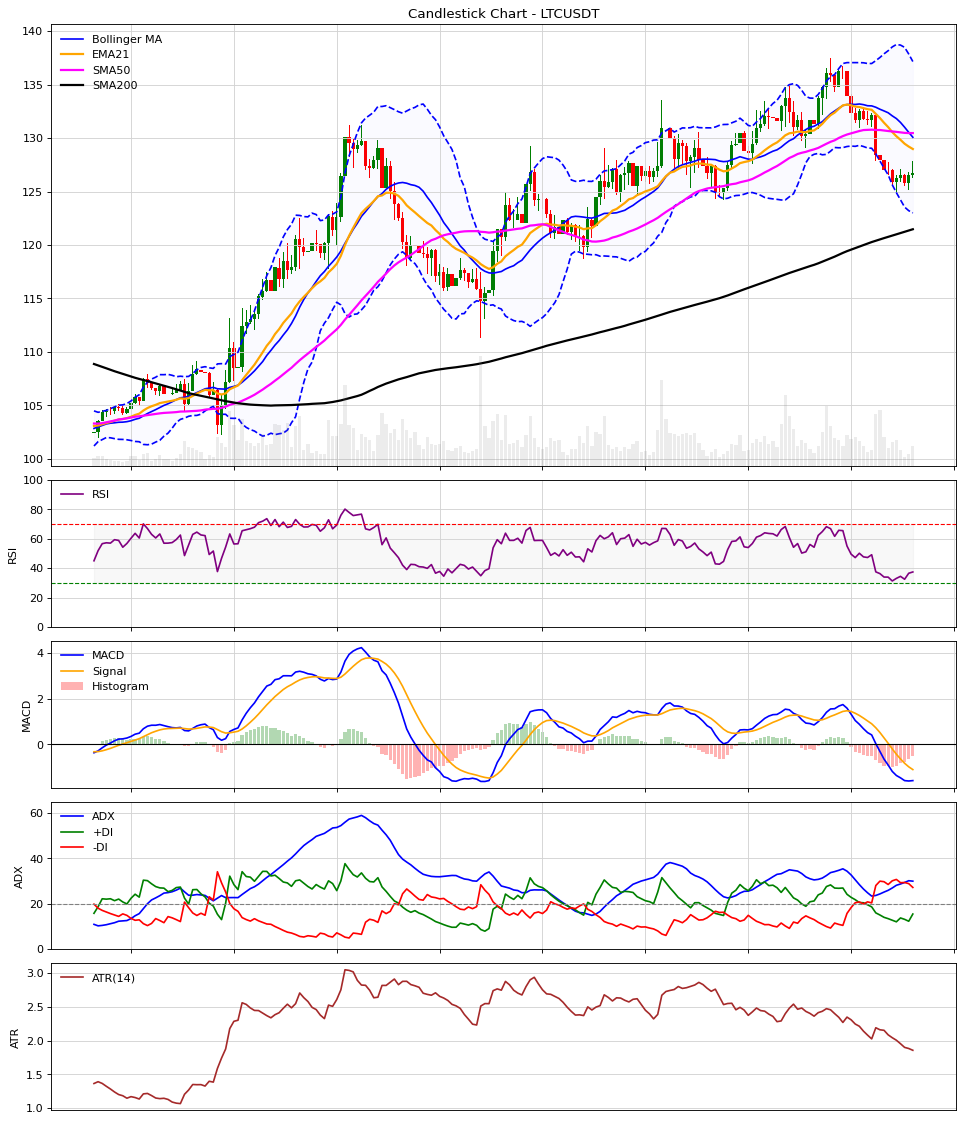 Candlestick Chart - LTCUSDT
140
135
130
125
120
115
110
105
100
Bollinger MA
EMA21
SMA50
SMA200
100
80
60
40
20
0
RSI
RSI
4
2
0
MACD
MACD
Signal
Histogram
60
40
20
0
ADX
ADX
+DI
-DI
3.0
2.5
2.0
1.5
1.0
ATR
ATR(14)